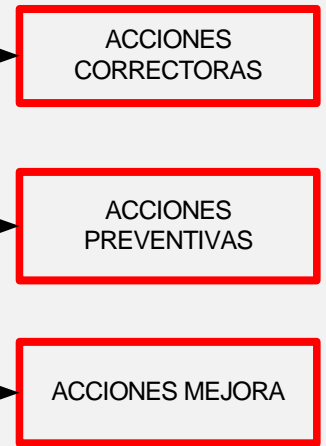 ACCIONES
CORRECTORAS
ACCIONES
PREVENTIVAS
ACCIONES MEJORA